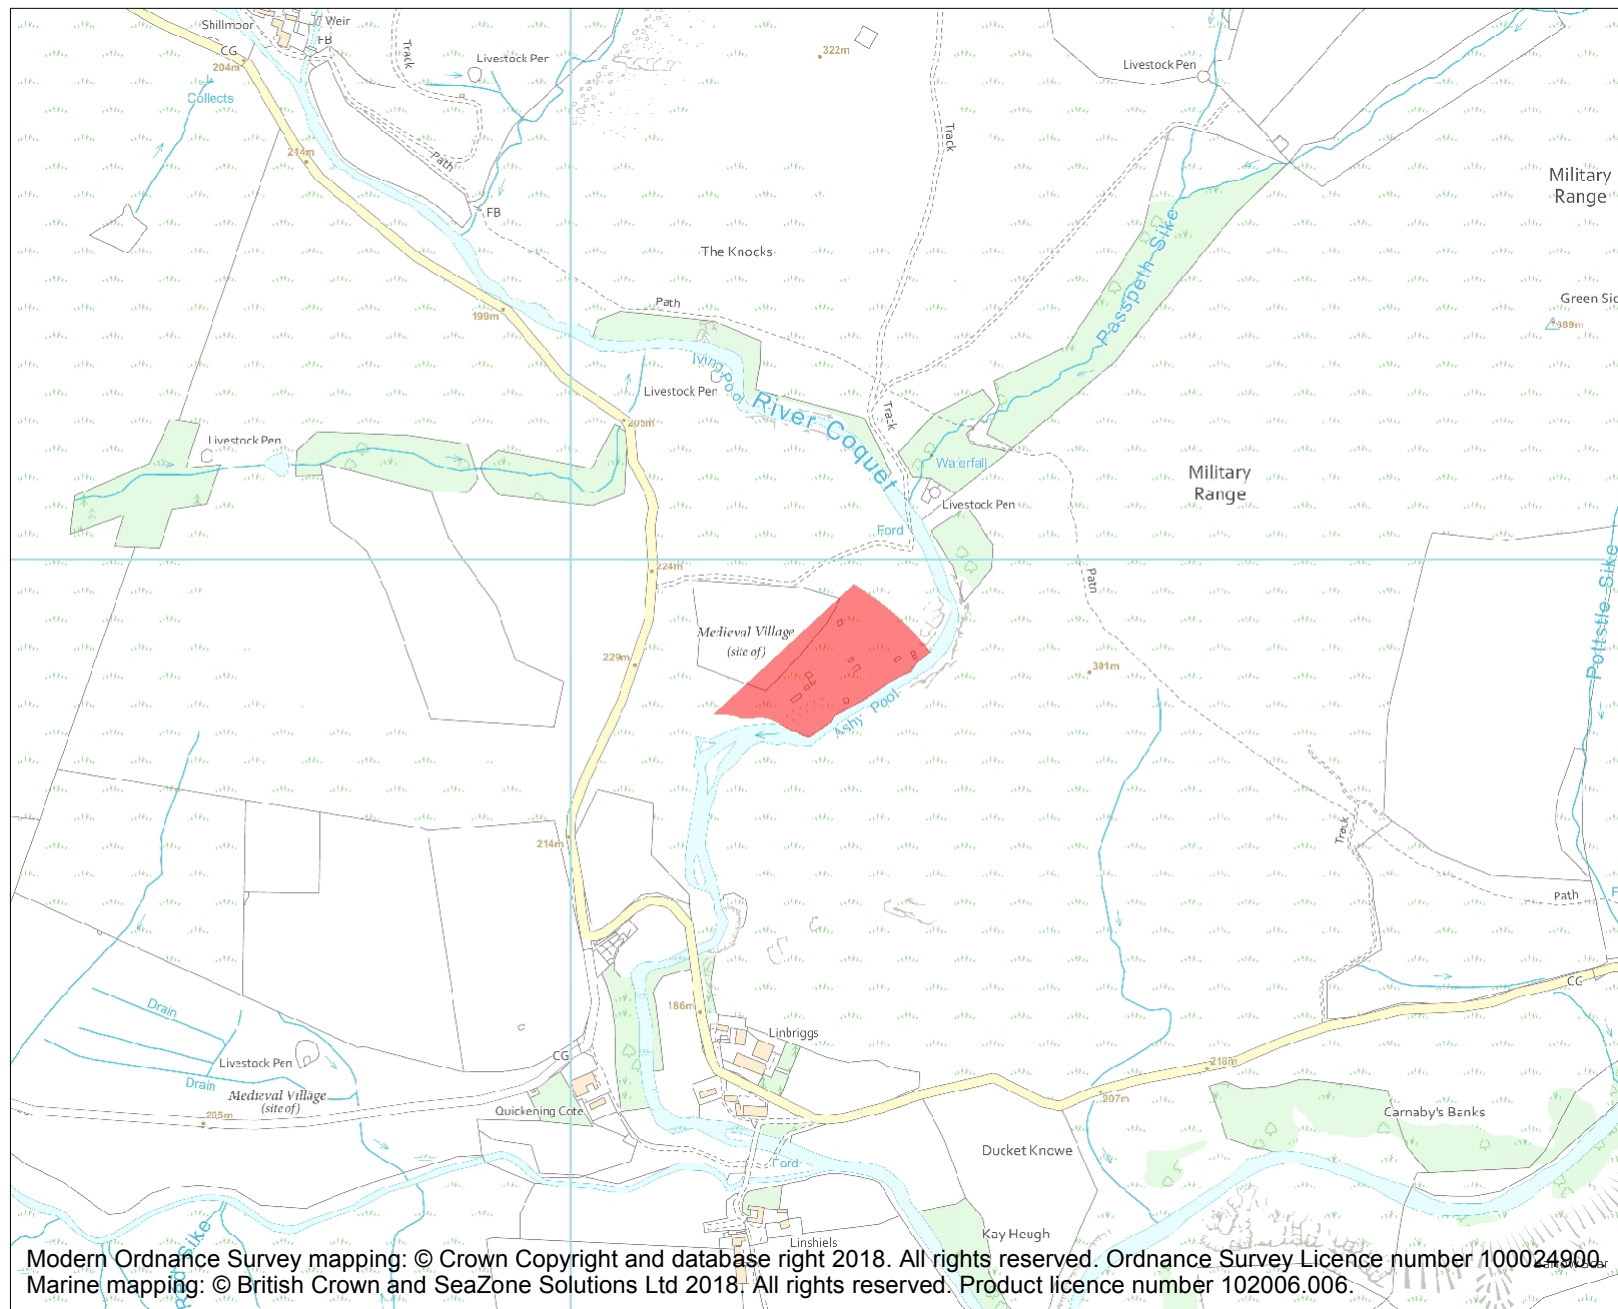 Shillmoor
Weir
FB
CG
204m
Track
Livestock Pen
322m
Livestock Pen
Collects
Track
214m
Path
Military
Range
FB
Passpeth Sike
The Knocks
Green
Path
199m
Iving Pool
Livestock Pen
River Coquet
Track
205m
Livestock Pen
Waterfall
Military
Range
Livestock Pen
Ford
224m
Path
Pottstle Sike
Medieval Village
(site of)
229m
301m
Ashy Pool
214m
Track
Path
CG
Drain
186m
Linbriggs
Livestock Pen
CG
218m
Drain
Medieval Village
(site of)
205m
Quickening Cote
207m
Carnaby's Banks
Ducket Knowe
Ford
Sike
Kay Heugh
Linshiels
Modern Ordnance Survey mapping: © Crown Copyright and database right 2018. All rights reserved. Ordnance Survey Licence number 100024900.
Marine mapping: © British Crown and SeaZone Solutions Ltd 2018. All rights reserved. Product licence number 102006.006.